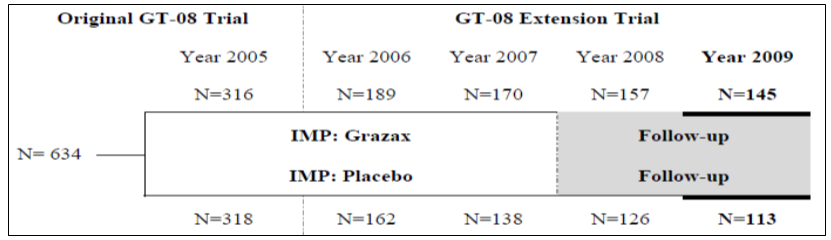 Original GT-08 Trial GT-08 Extension Trial
Year 2005 Year 2006 Year 2007 Year 2008 Year 2009
N=316 N=189 N=170 N=157 N=145
IMP: Grazax Follow-up
N= 634
IMP: Placebo Follow-up
N=318 N=162 N=138 N=126 N=113